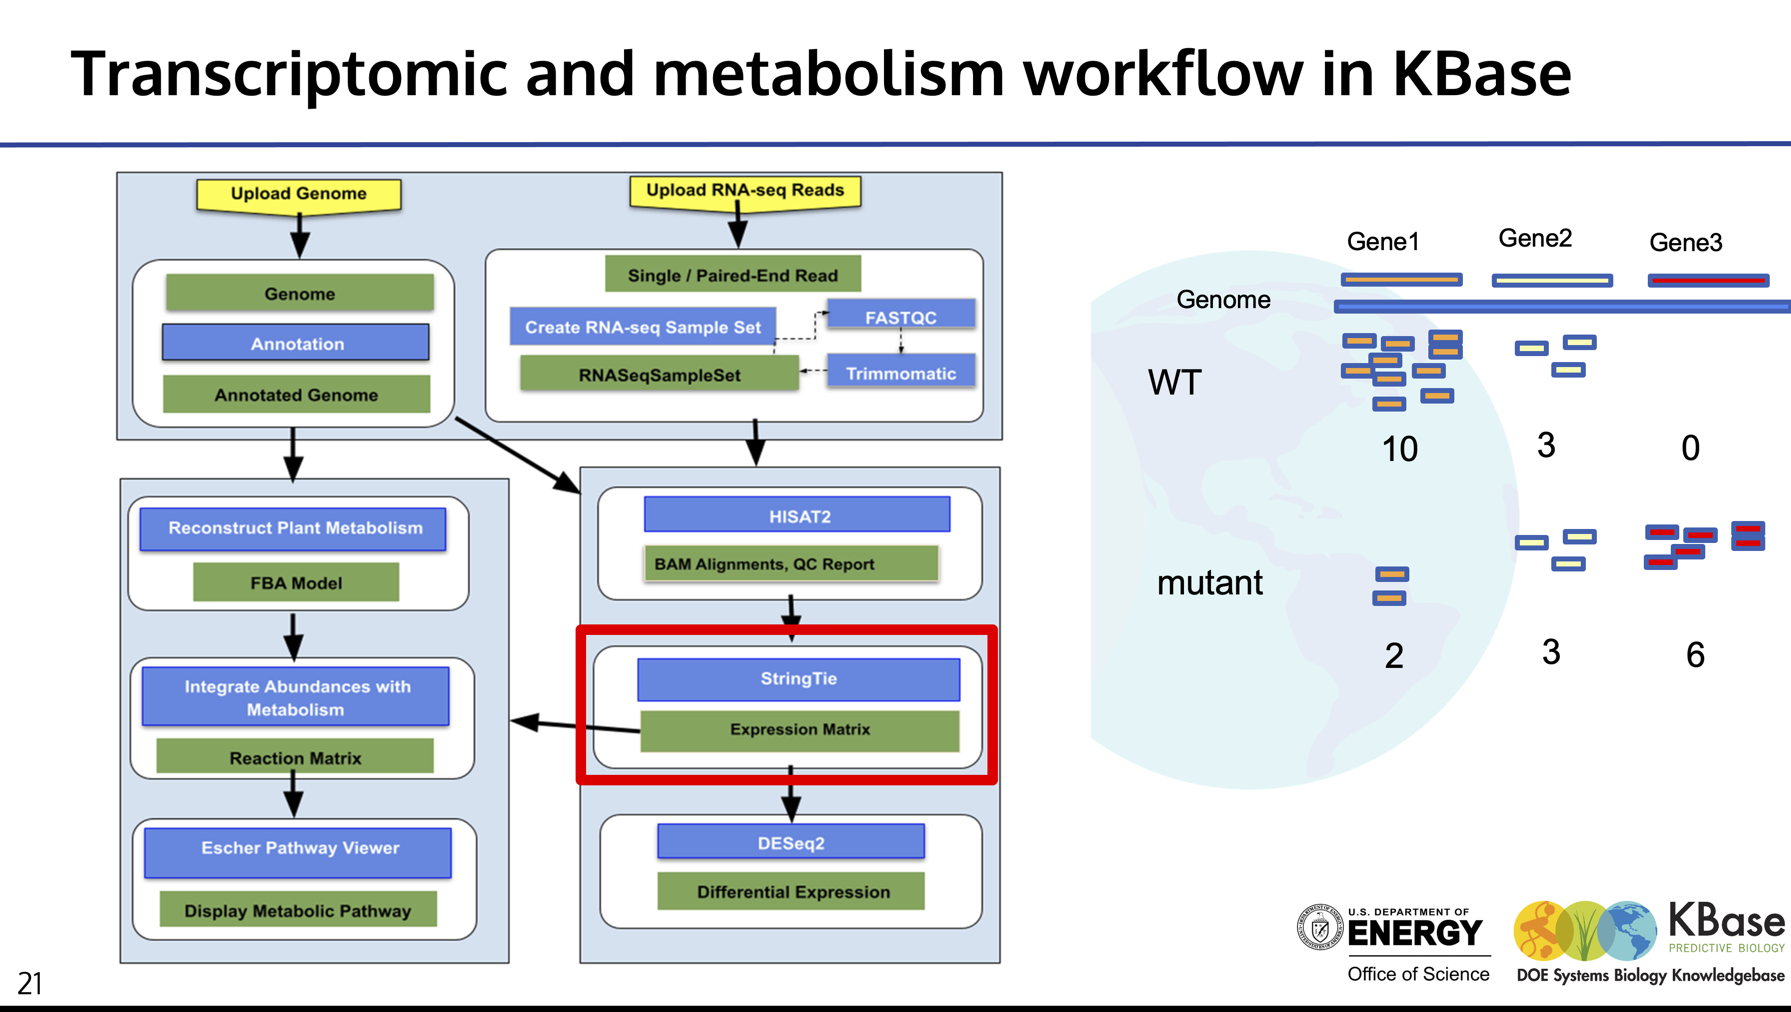 Transcriptomic and metabolism workflow in KBase
Upload Genome
Genome
Annotation
Annotated Genome
Upload RNA-seq Reads
Single / Paired-End Read
Create RNA-seq Sample Set
FASTQC
RNASeqSampleSet
Trimmomatic
Reconstruct Plant Metabolism
FBA Model
Integrate Abundances with
Metabolism
Reaction Matrix
Escher Pathway Viewer
Display Metabolic Pathway
HISAT2
BAM Alignments, QC Report
StringTie
Expression Matrix
DESeq2
Differential Expression
Gene1 Gene2 Gene3
Genome
WT
10 3 0
mutant
2 3 6
U.S. DEPARTMENT OF
ENERGY
Office of Science
KBase
PREDICTIVE BIOLOGY
DOE Systems Biology Knowledgebase
21